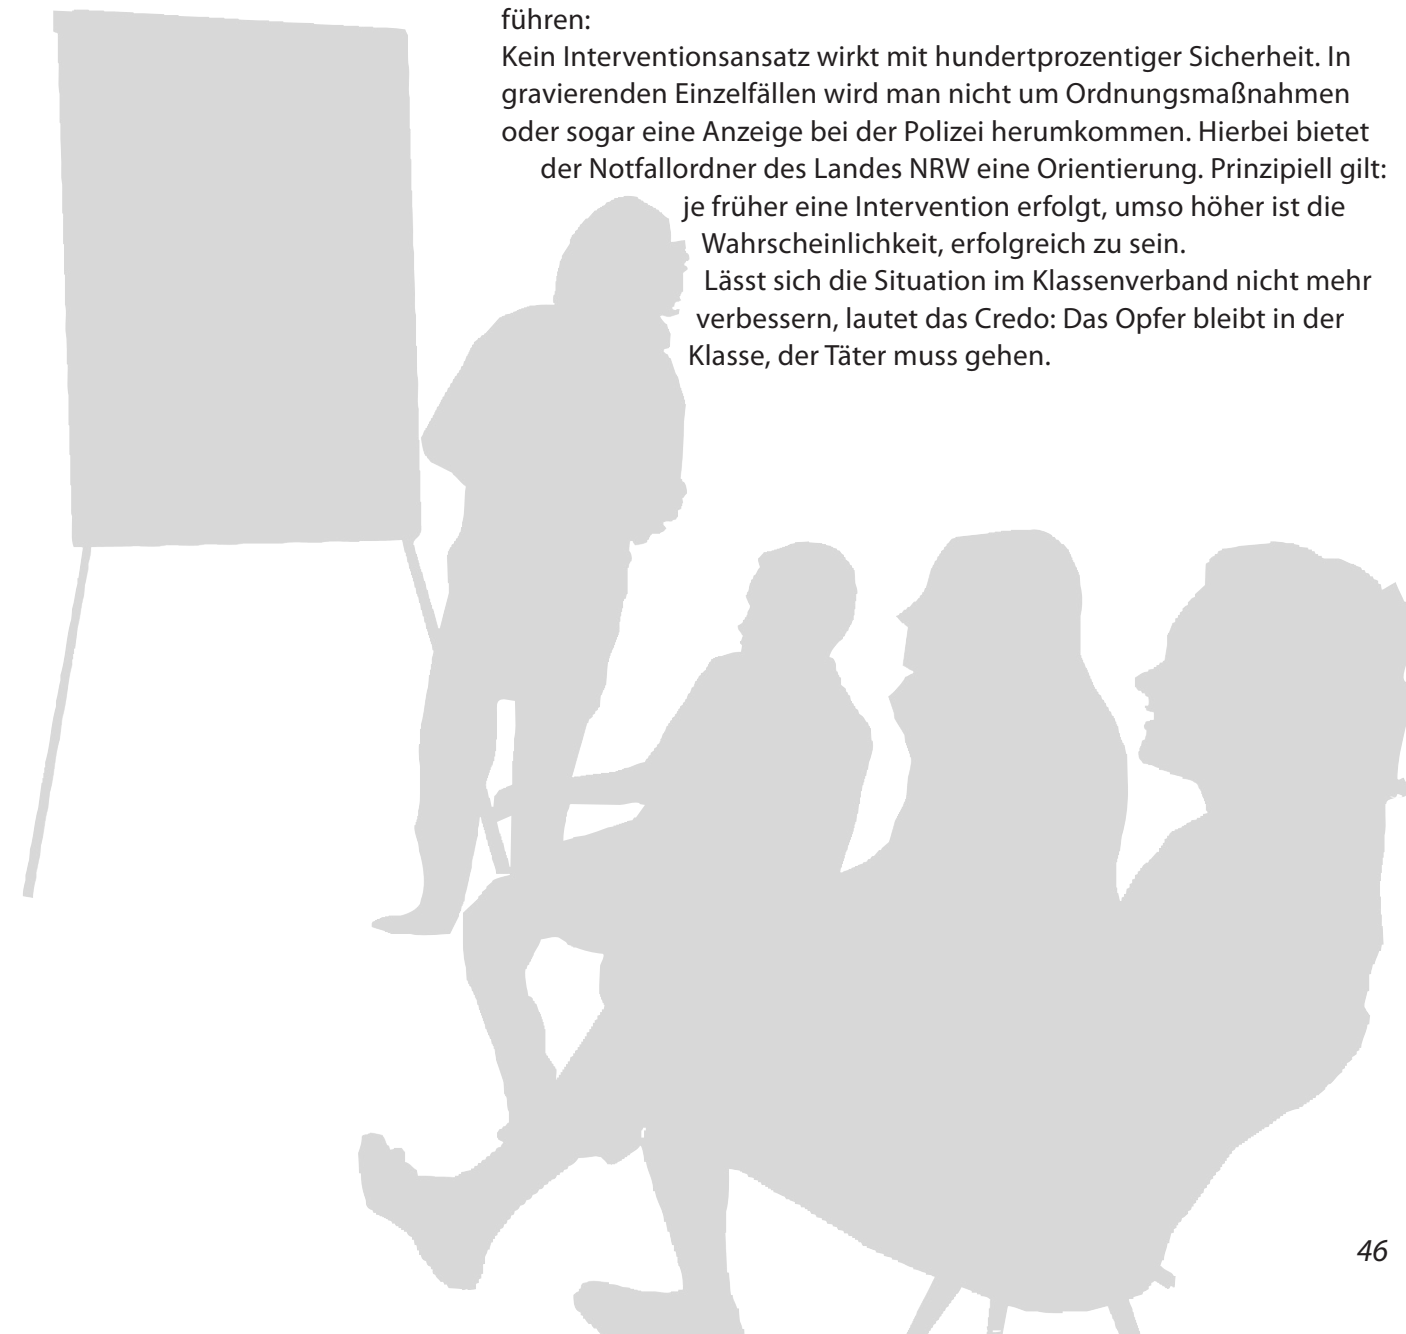 führen:
Kein Interventionsansatz wirkt mit hundertprozentiger Sicherheit. In
gravierenden Einzelfällen wird man nicht um Ordnungsmaßnahmen
oder sogar eine Anzeige bei der Polizei herumkommen. Hierbei bietet
der Notfallordner des Landes NRW eine Orientierung. Prinzipiell gilt:
je früher eine Intervention erfolgt, umso höher ist die
Wahrscheinlichkeit, erfolgreich zu sein.
Lässt sich die Situation im Klassenverband nicht mehr
verbessern, lautet das Credo: Das Opfer bleibt in der
Klasse, der Täter muss gehen.
46